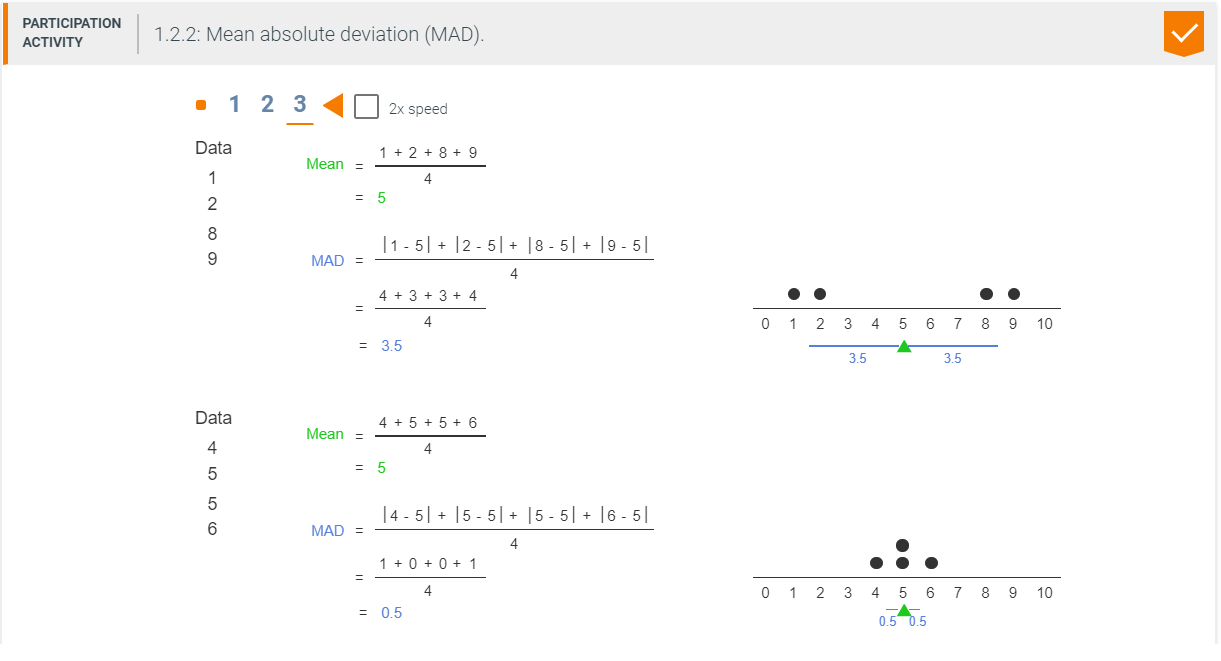 PARTICIPATION
ACTIVITY
1.2.2: Mean absolute deviation (MAD).
1 2 3 2x speed
Data
1
2
8
9
Mean = 1 + 2 + 8 + 9
4
= 5
MAD = |1 - 5| + |2 - 5| + |8 - 5| + |9 - 5|
4
= 4 + 3 + 3 + 4
4
= 3.5
0 1 2 3 4 5 6 7 8 9 10
3.5 3.5
Data
4
5
5
6
Mean = 4 + 5 + 5 + 6
4
= 5
MAD = |4 - 5| + |5 - 5| + |5 - 5| + |6 - 5|
4
= 1 + 0 + 0 + 1
4
= 0.5
0 1 2 3 4 5 6 7 8 9 10
0.5 0.5